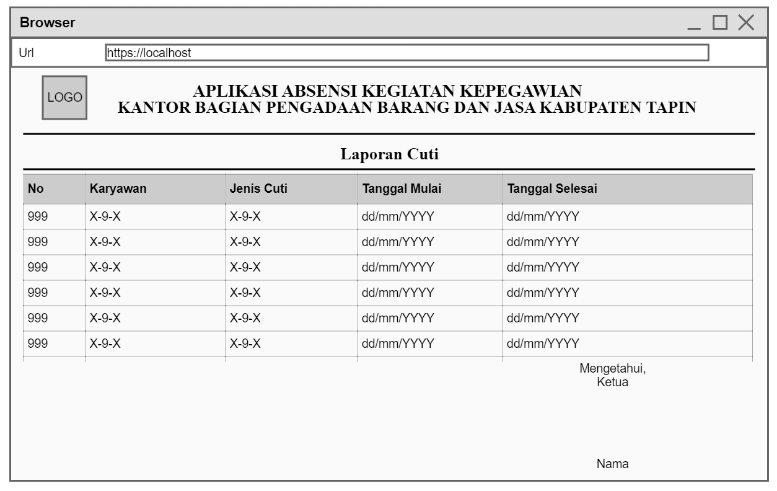 Browser
Url https://localhost
LOGO
APLIKASI ABSENSI KEGIATAN KEPEGAWIAN
KANTOR BAGIAN PENGADAAN BARANG DAN JASA KABUPATEN TAPIN
Laporan Cuti
No Karyawan Jenis Cuti Tanggal Mulai Tanggal Selesai
999 X-9-X X-9-X dd/mm/YYYY dd/mm/YYYY
999 X-9-X X-9-X dd/mm/YYYY dd/mm/YYYY
999 X-9-X X-9-X dd/mm/YYYY dd/mm/YYYY
999 X-9-X X-9-X dd/mm/YYYY dd/mm/YYYY
999 X-9-X X-9-X dd/mm/YYYY dd/mm/YYYY
999 X-9-X X-9-X dd/mm/YYYY dd/mm/YYYY
Mengetahui,
Ketua
Nama